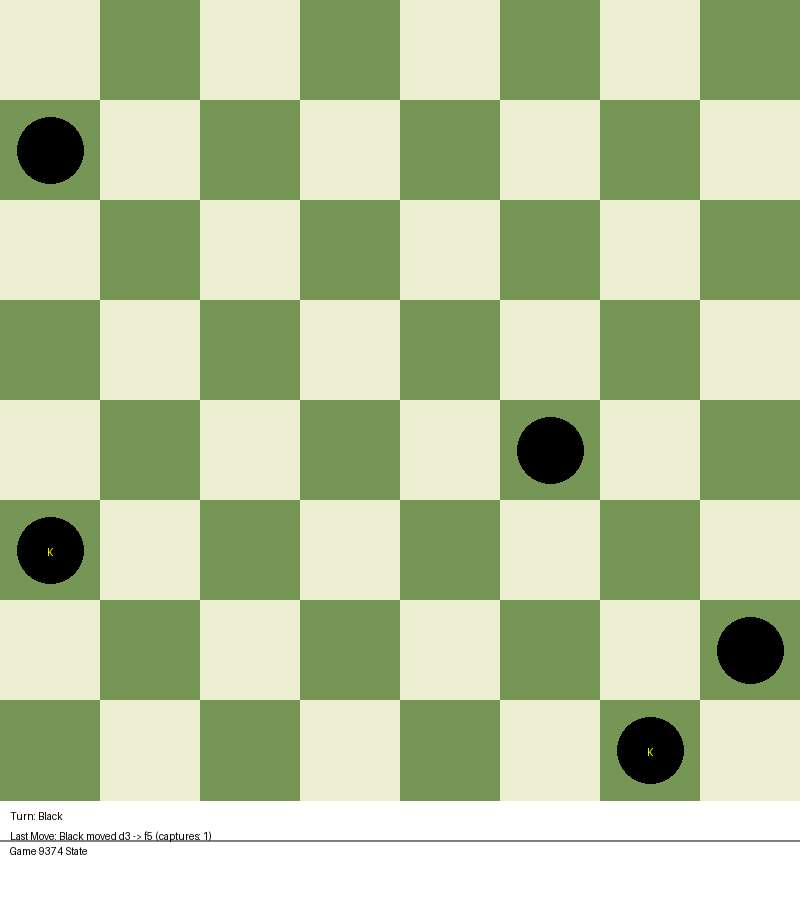 K
K
Turn: Black
Last Move: Black moved d3 -> f5 (captures: 1)
Game 9374 State